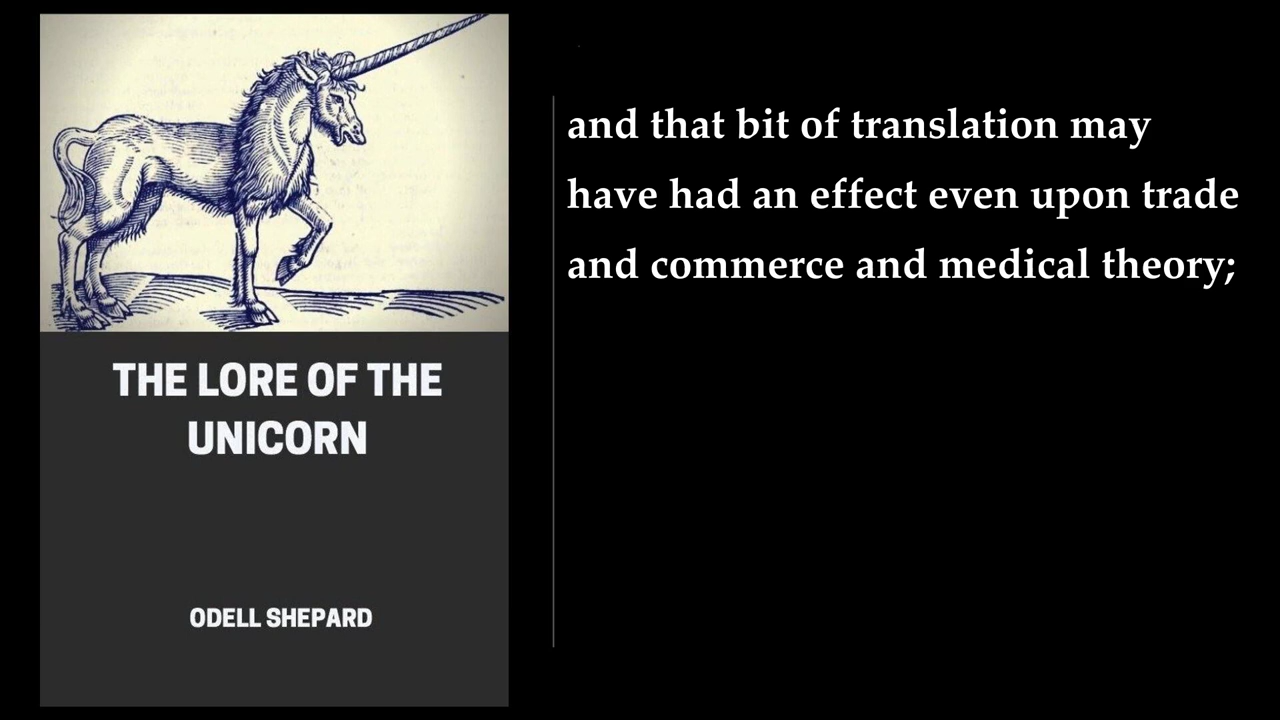 THE LORE OF THE
UNICORN
ODELL SHEPARD
and that bit of translation may
have had an effect even upon trade
and commerce and medical theory;